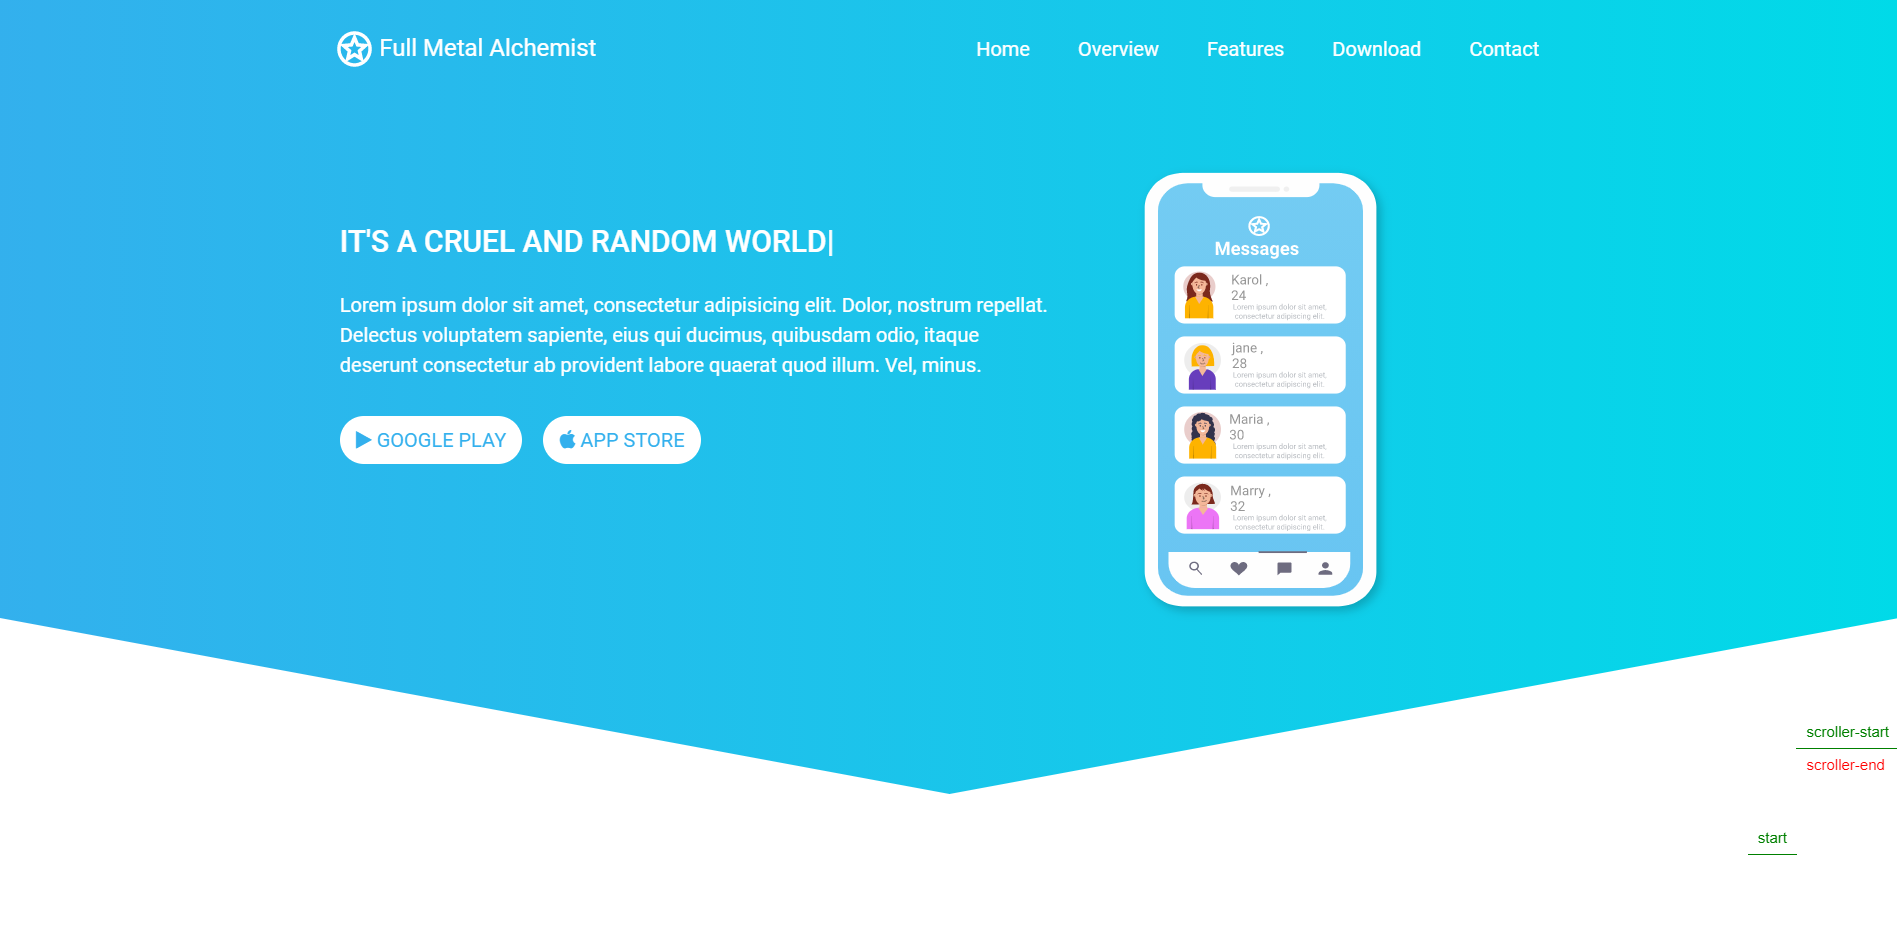 Full Metal Alchemist
Home Overview Features Download Contact
IT'S A CRUEL AND RANDOM WORLD|
Lorem ipsum dolor sit amet, consectetur adipisicing elit. Dolor, nostrum repellat.
Delectus voluptatem sapiente, eius qui ducimus, quibusdam odio, itaque
deserunt consectetur ab provident labore quaerat quod illum. Vel, minus.
GOOGLE PLAY
APP STORE
Messages
Karol ,
24
Lorem ipsum dolor sit amet,
consectetur adipiscing elit.
jane ,
28
Lorem ipsum dolor sit amet,
consectetur adipiscing elit.
Maria ,
30
Lorem ipsum dolor sit amet,
consectetur adipiscing elit.
Marry ,
32
Lorem ipsum dolor sit amet,
consectetur adipiscing elit.
scroller-start
scroller-end
start